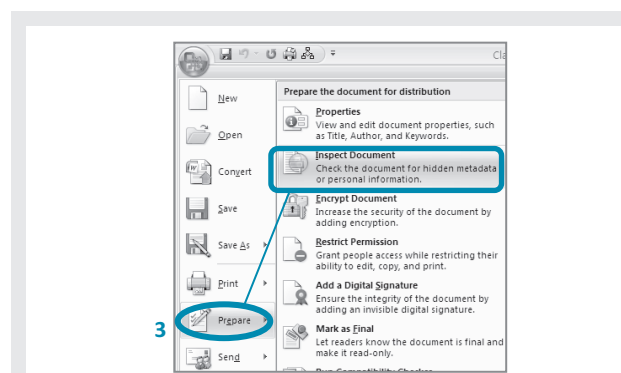 Cla
New
Open
Convert
Save
Save As
Print
3
Prepare
Send
Prepare the document for distribution
Properties
View and edit document properties, such
as Title, Author, and Keywords.
Inspect Document
Check the document for hidden metadata
or personal information.
Encrypt Document
Increase the security of the document by
adding encryption.
Restrict Permission
Grant people access while restricting their
ability to edit, copy, and print.
Add a Digital Signature
Ensure the integrity of the document by
adding an invisible digital signature.
Mark as Final
Let readers know the document is final and
make it read-only.
Run Compatibility Checker